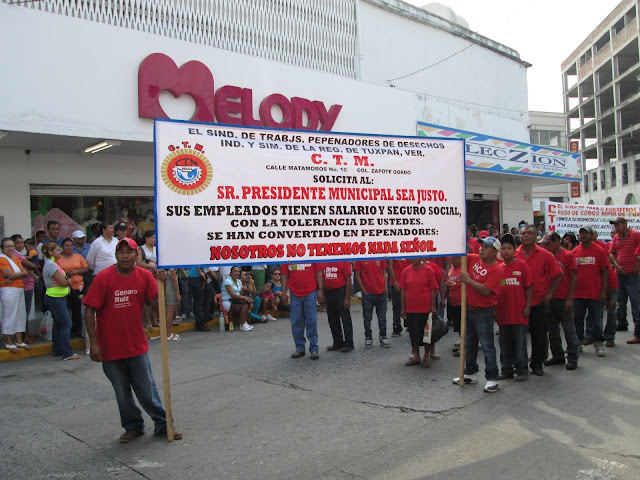 MELODY
ELECZION
EL SIND. DE TRABJS. PEPENADORES DE DESECHOS
IND. Y SIM. DE LA REG. DE TUXPAN, VER.
C. T. M.
CALLE MATAMOROS No. 10 COL. ZAPOTE GORDO
SOLICITA AL:
SR. PRESIDENTE MUNICIPAL SEA JUSTO.
SUS EMPLEADOS TIENEN SALARIO Y SEGURO SOCIAL,
CON LA TOLERANCIA DE USTEDES.
SE HAN CONVERTIDO EN PEPENADORES:
NOSOTROS NO TENEMOS NADA SEÑOR.
C.T.M.
CTM
Genaro
Ruiz